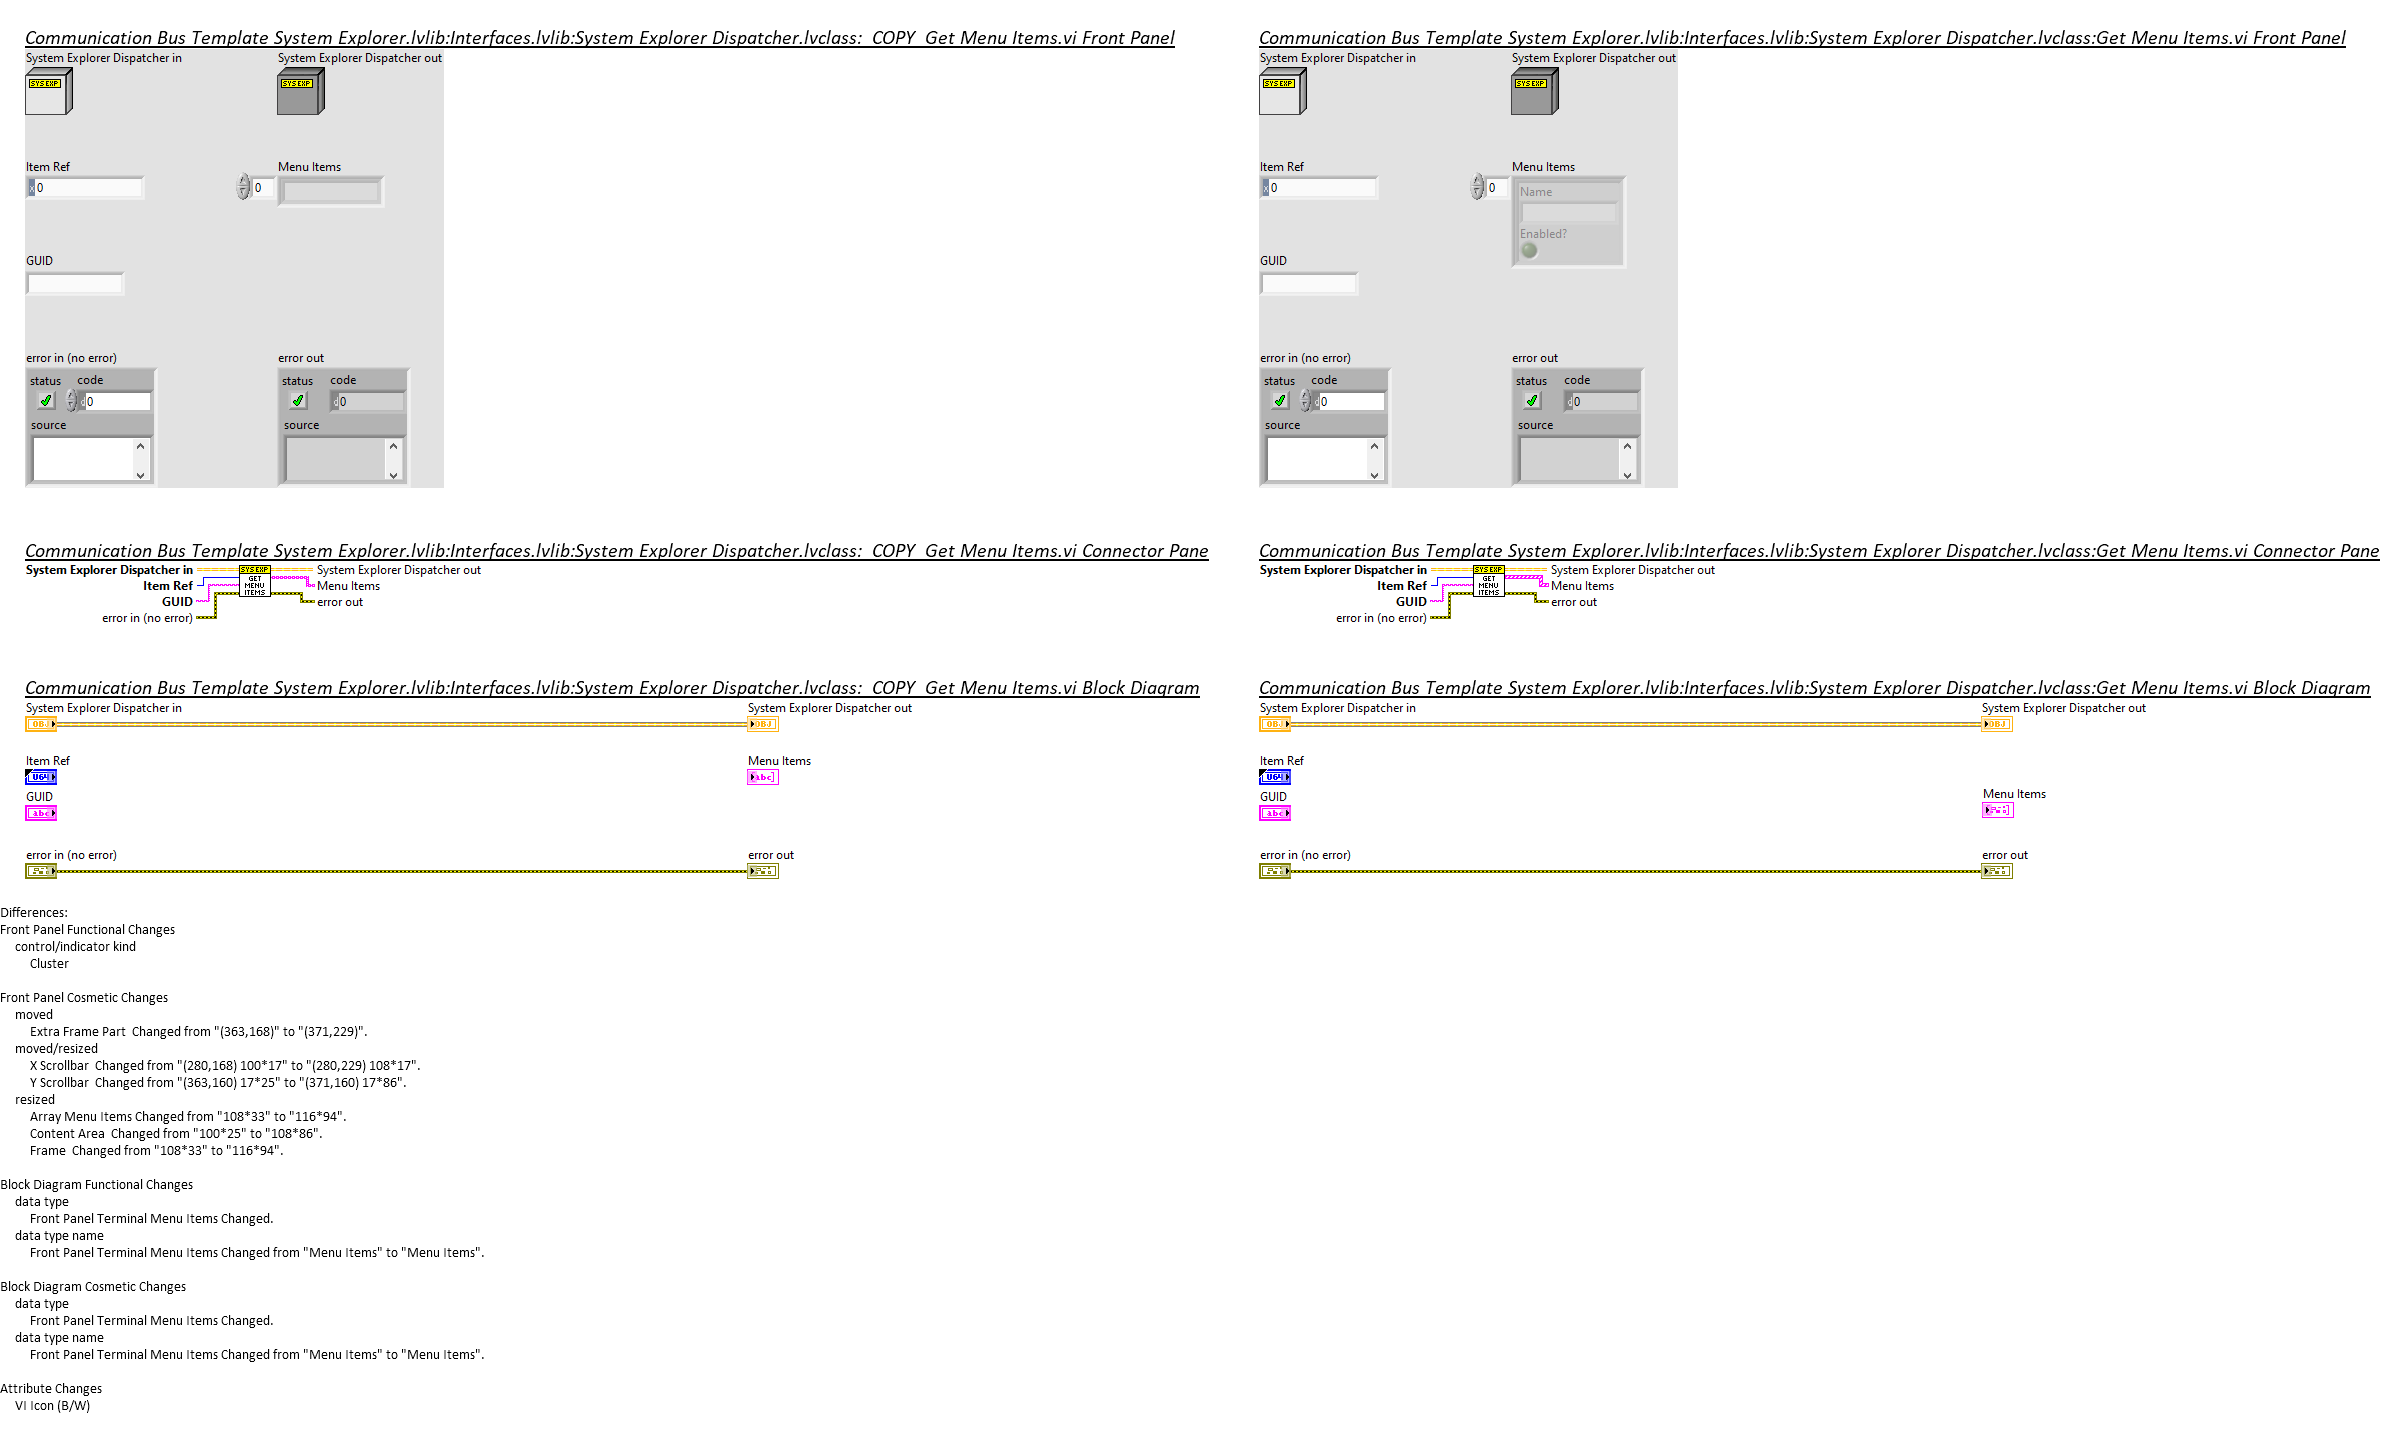 Communication Bus Template System Explorer.lvlib:Interfaces.lvlib:System Explorer Dispatcher.lvclass:_COPY_Get Menu Items.vi Front Panel
System Explorer Dispatcher in
System Explorer Dispatcher out
SYS EXP
SYS EXP
Item Ref
Menu Items
x 0
0
GUID
error in (no error)
error out
status
code
status
code
d 0
d 0
source
source
Communication Bus Template System Explorer.lvlib:Interfaces.lvlib:System Explorer Dispatcher.lvclass:Get Menu Items.vi Front Panel
System Explorer Dispatcher in
System Explorer Dispatcher out
SYS EXP
SYS EXP
Item Ref
Menu Items
x 0
0
Name
Enabled?
GUID
error in (no error)
error out
status
code
status
code
d 0
d 0
source
source
Communication Bus Template System Explorer.lvlib:Interfaces.lvlib:System Explorer Dispatcher.lvclass:_COPY_Get Menu Items.vi Connector Pane
System Explorer Dispatcher in
Item Ref
GUID
error in (no error)
SYS EXP
GET
MENU
ITEMS
System Explorer Dispatcher out
Menu Items
error out
Communication Bus Template System Explorer.lvlib:Interfaces.lvlib:System Explorer Dispatcher.lvclass:Get Menu Items.vi Connector Pane
System Explorer Dispatcher in
Item Ref
GUID
error in (no error)
SYS EXP
GET
MENU
ITEMS
System Explorer Dispatcher out
Menu Items
error out
Communication Bus Template System Explorer.lvlib:Interfaces.lvlib:System Explorer Dispatcher.lvclass:_COPY_Get Menu Items.vi Block Diagram
System Explorer Dispatcher in
System Explorer Dispatcher out
OBJ
OBJ
Item Ref
Menu Items
U64
abc]
GUID
abc
error in (no error)
error out
Communication Bus Template System Explorer.lvlib:Interfaces.lvlib:System Explorer Dispatcher.lvclass:Get Menu Items.vi Block Diagram
System Explorer Dispatcher in
System Explorer Dispatcher out
OBJ
OBJ
Item Ref
U64
GUID
Menu Items
abc
error in (no error)
error out
Differences:
Front Panel Functional Changes
control/indicator kind
Cluster
Front Panel Cosmetic Changes
moved
Extra Frame Part  Changed from "(363,168)" to "(371,229)".
moved/resized
X Scrollbar  Changed from "(280,168) 100*17" to "(280,229) 108*17".
Y Scrollbar  Changed from "(363,160) 17*25" to "(371,160) 17*86".
resized
Array Menu Items Changed from "108*33" to "116*94".
Content Area  Changed from "100*25" to "108*86".
Frame  Changed from "108*33" to "116*94".
Block Diagram Functional Changes
data type
Front Panel Terminal Menu Items Changed.
data type name
Front Panel Terminal Menu Items Changed from "Menu Items" to "Menu Items".
Block Diagram Cosmetic Changes
data type
Front Panel Terminal Menu Items Changed.
data type name
Front Panel Terminal Menu Items Changed from "Menu Items" to "Menu Items".
Attribute Changes
VI Icon (B/W)